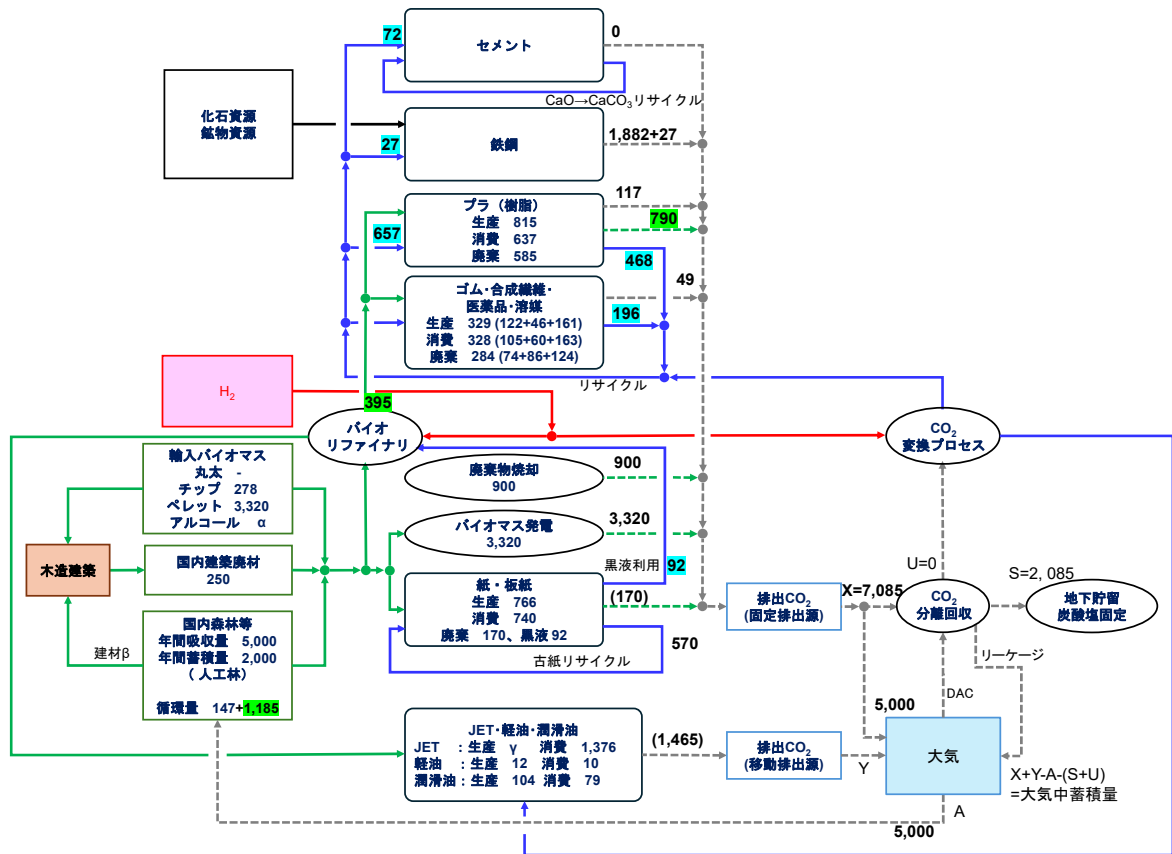 72
セメント
0
CaO→CaCO₃リサイクル
化石資源
鉱物資源
27
鉄鋼
1,882+27
プラ（樹脂）
生産 815
消費 637
廃棄 585
657
117
790
468
ゴム・合成繊維・
医薬品・溶媒
生産 329 (122+46+161)
消費 328 (105+60+163)
廃棄 284 (74+86+124)
49
196
リサイクル
H₂
395
バイオ
リファイナリ
CO₂
変換プロセス
輸入バイオマス
丸太 -
チップ 278
ペレット 3,320
アルコール α
廃棄物焼却
900
900
バイオマス発電
3,320
3,320
木造建築
国内建築廃材
250
黒液利用 92
紙・板紙
生産 766
消費 740
廃棄 170、黒液 92
(170)
570
古紙リサイクル
排出CO₂
(固定排出源)
X=7,085
U=0
CO₂
分離回収
S=2, 085
地下貯留
炭酸塩固定
リーケージ
建材β
国内森林等
年間吸収量 5,000
年間蓄積量 2,000
（ 人工林）
循環量 147+1,185
DAC
5,000
JET・軽油・潤滑油
JET ：生産 γ 消費 1,376
軽油 ：生産 12 消費 10
潤滑油：生産 104 消費 79
(1,465)
排出CO₂
(移動排出源)
Y
大気
X+Y-A-(S+U)
=大気中蓄積量
A
5,000